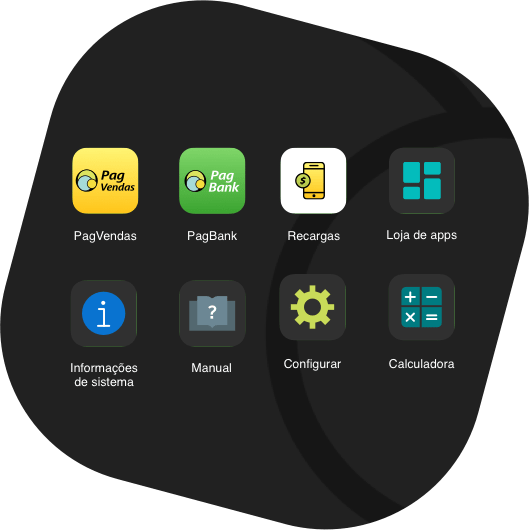 Pag
Vendas
Pag
Bank
$
PagVendas
PagBank
Recargas
Loja de apps
i
?
+ −
× =
Informações
de sistema
Manual
Configurar
Calculadora